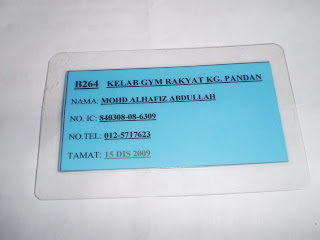 B264 KELAB GYM RAKYAT KG. PANDAN
NAMA: MOHD ALHAFIZ ABDULLAH
NO. IC: 840308-08-6309
NO.TEL: 012-5717623
TAMAT: 15 DIS 2009